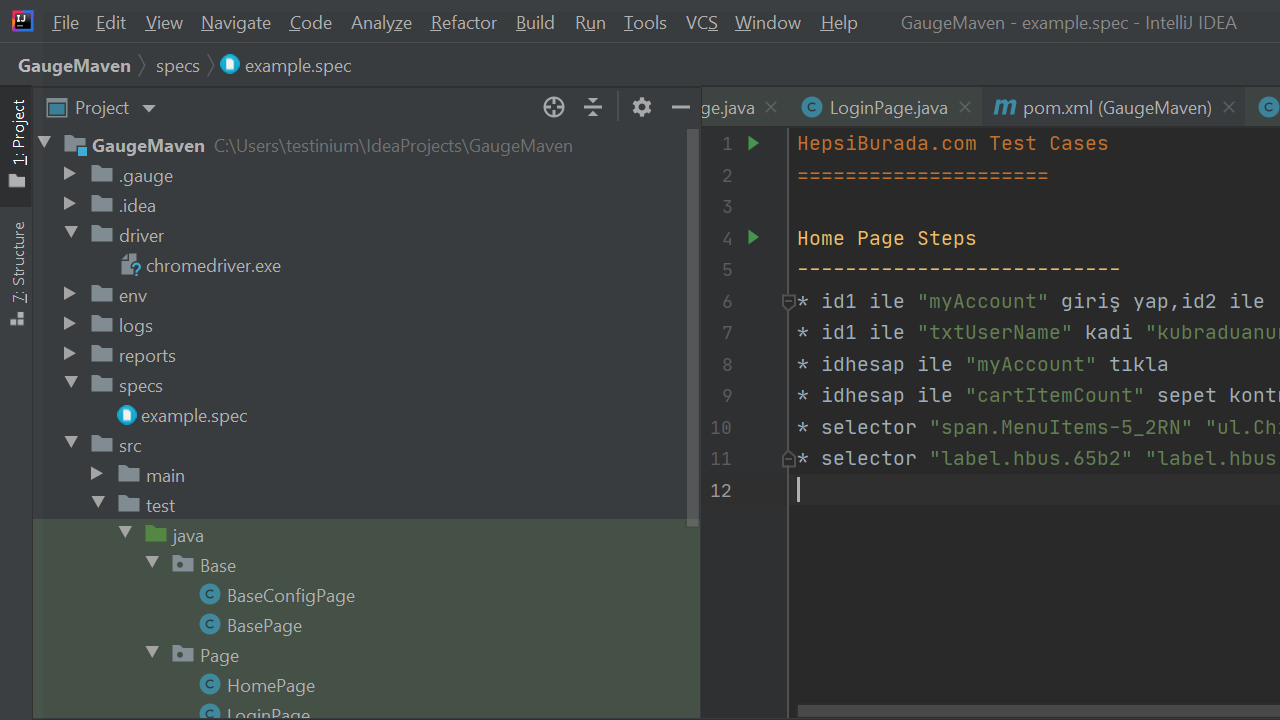 File Edit View Navigate Code Analyze Refactor Build Run Tools VCS Window Help GaugeMaven - example.spec - IntelliJ IDEA
GaugeMaven specs example.spec
1: Project
7: Structure
Project
GaugeMaven C:\Users\testinium\IdeaProjects\GaugeMaven
.gauge
.idea
driver
chromedriver.exe
env
logs
reports
specs
example.spec
src
main
test
java
Base
BaseConfigPage
BasePage
Page
HomePage
LoginPage
ge.java LoginPage.java pom.xml (GaugeMaven)
1 HepsiBurada.com Test Cases
2 =====================
3
4 Home Page Steps
5 ---------------------------
6 * id1 ile "myAccount" giriş yap,id2 ile
7 * id1 ile "txtUserName" kadi "kubraduanu
8 * idhesap ile "myAccount" tıkla
9 * idhesap ile "cartItemCount" sepet kont
10 * selector "span.MenuItems-5_2RN" "ul.Ch
11 * selector "label.hbus.65b2" "label.hbus
12